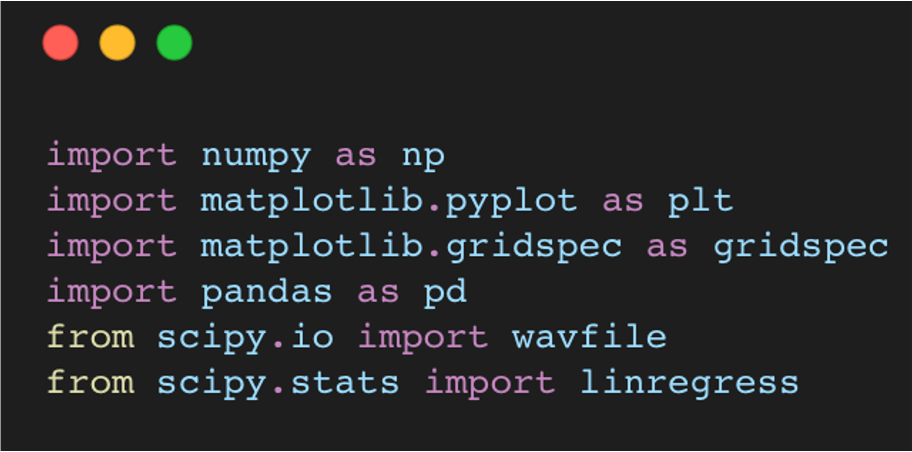 import numpy as np
import matplotlib.pyplot as plt
import matplotlib.gridspec as gridspec
import pandas as pd
from scipy.io import wavfile
from scipy.stats import linregress